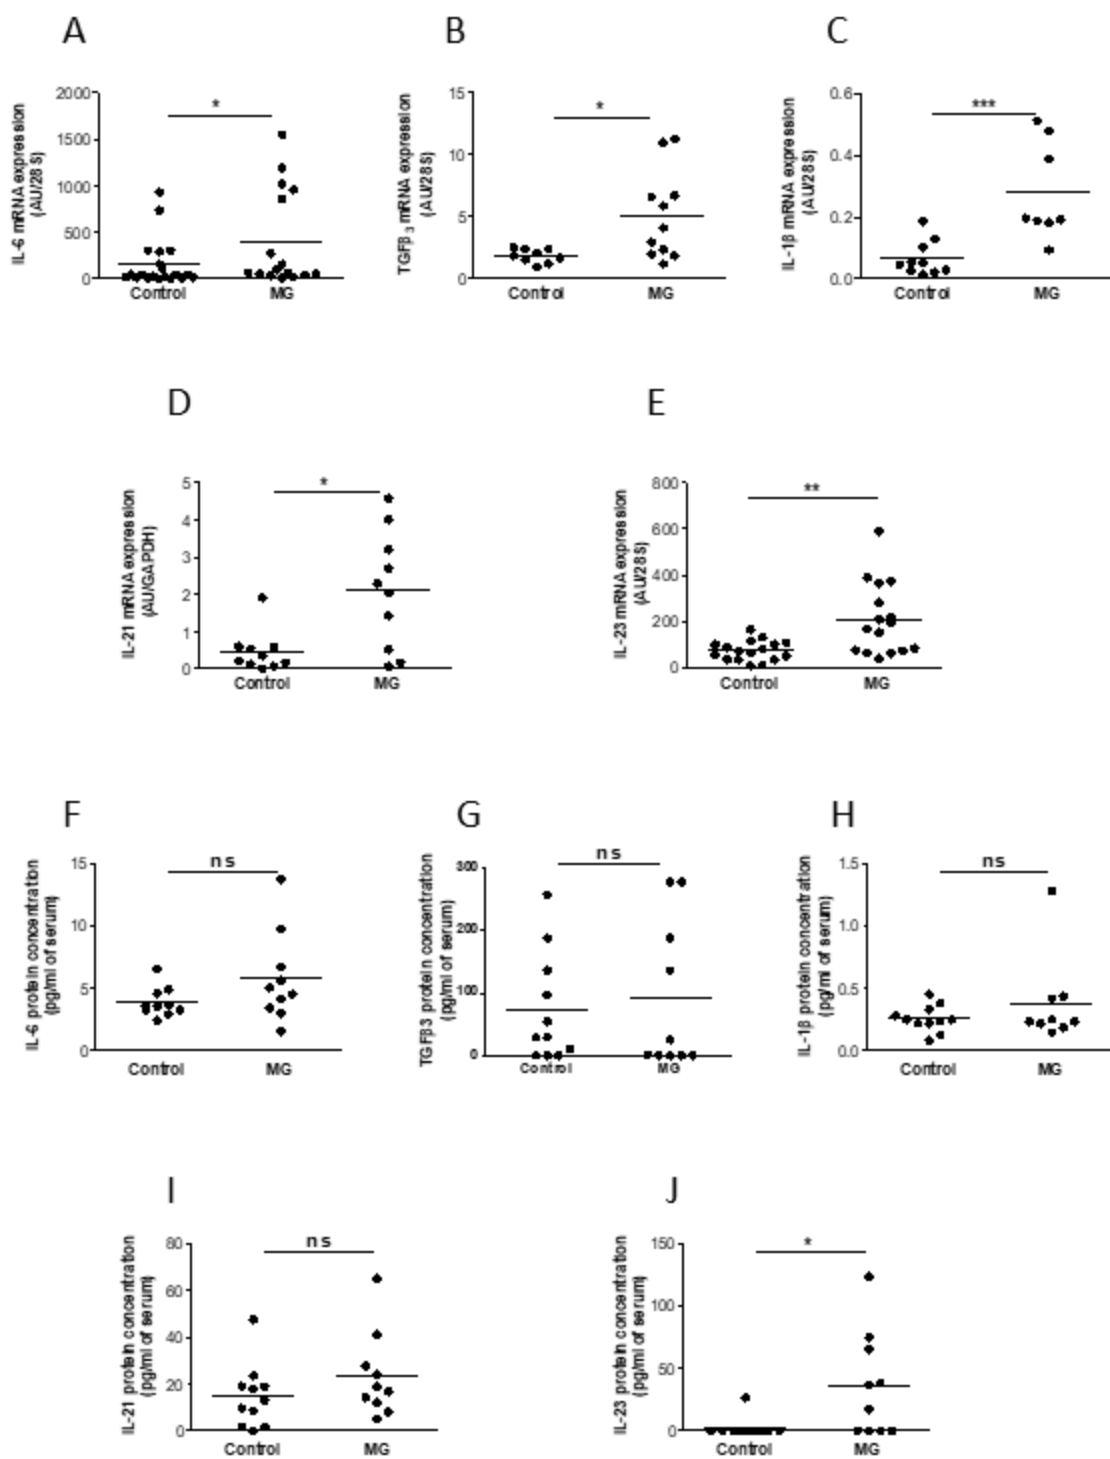 A
B
C
IL-6 mRNA expression
(AU/28S)
2000
1500
1000
500
0
*
Control
MG
TGFβ3 mRNA expression
(AU/28S)
15
10
5
0
*
Control
MG
IL-1β mRNA expression
(AU/28S)
0.6
0.4
0.2
0.0
***
Control
MG
D
E
IL-21 mRNA expression
(AU/GAPDH)
5
4
3
2
1
0
*
Control
MG
IL-23 mRNA expression
(AU/28S)
800
600
400
200
0
**
Control
MG
F
G
H
IL-6 protein concentration
(pg/ml of serum)
15
10
5
0
ns
Control
MG
TGFβ3 protein concentration
(pg/ml of serum)
300
200
100
0
ns
Control
MG
IL-1β protein concentration
(pg/ml of serum)
1.5
1.0
0.5
0.0
ns
Control
MG
I
J
IL-21 protein concentration
(pg/ml of serum)
80
60
40
20
0
ns
Control
MG
IL-23 protein concentration
(pg/ml of serum)
150
100
50
0
*
Control
MG